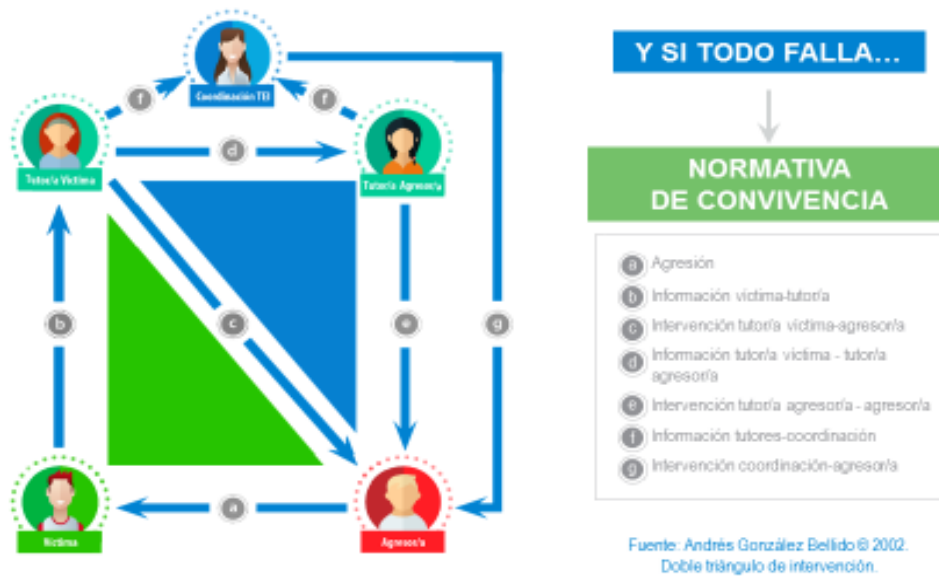 Coordinación TEI
f
f
d
Tutor/a Víctima
Tutor/a Agresor/a
b
c
e
g
a
Víctima
Agresor/a
Y SI TODO FALLA...
NORMATIVA
DE CONVIVENCIA
a Agresión
b Información víctima-tutor/a
c Intervención tutor/a víctima-agresor/a
d Información tutor/a víctima - tutor/a
agresor/a
e Intervención tutor/a agresor/a - agresor/a
f Información tutores-coordinación
g Intervención coordinación-agresor/a
Fuente: Andrés González Bellido © 2002.
Doble triángulo de intervención.